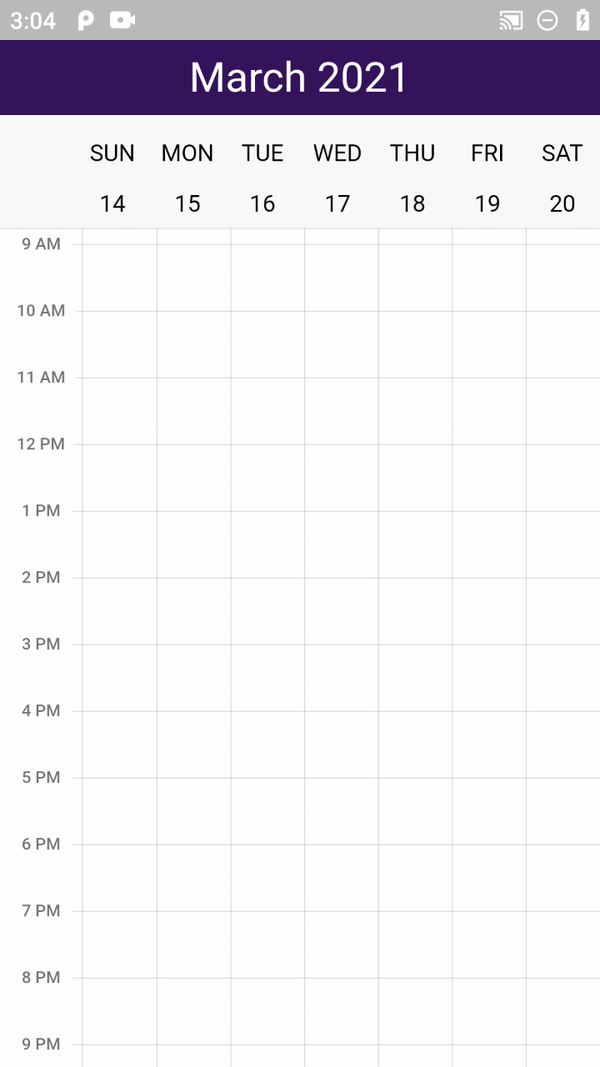 3:04
March 2021
SUN MON TUE WED THU FRI SAT
14 15 16 17 18 19 20
9 AM
10 AM
11 AM
12 PM
1 PM
2 PM
3 PM
4 PM
5 PM
6 PM
7 PM
8 PM
9 PM